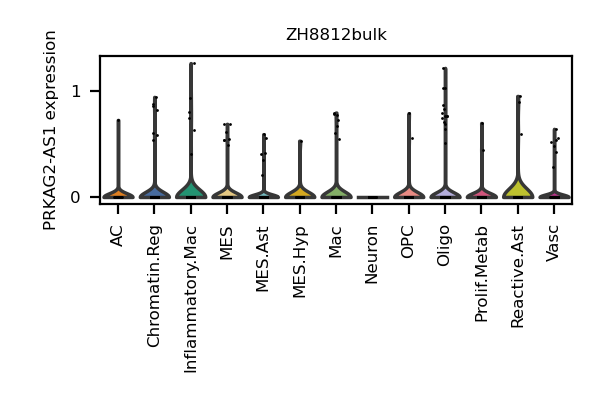 ZH8812bulk
PRKAG2-AS1 expression
1
0
AC
Chromatin.Reg
Inflammatory.Mac
MES
MES.Ast
MES.Hyp
Mac
Neuron
OPC
Oligo
Prolif.Metab
Reactive.Ast
Vasc